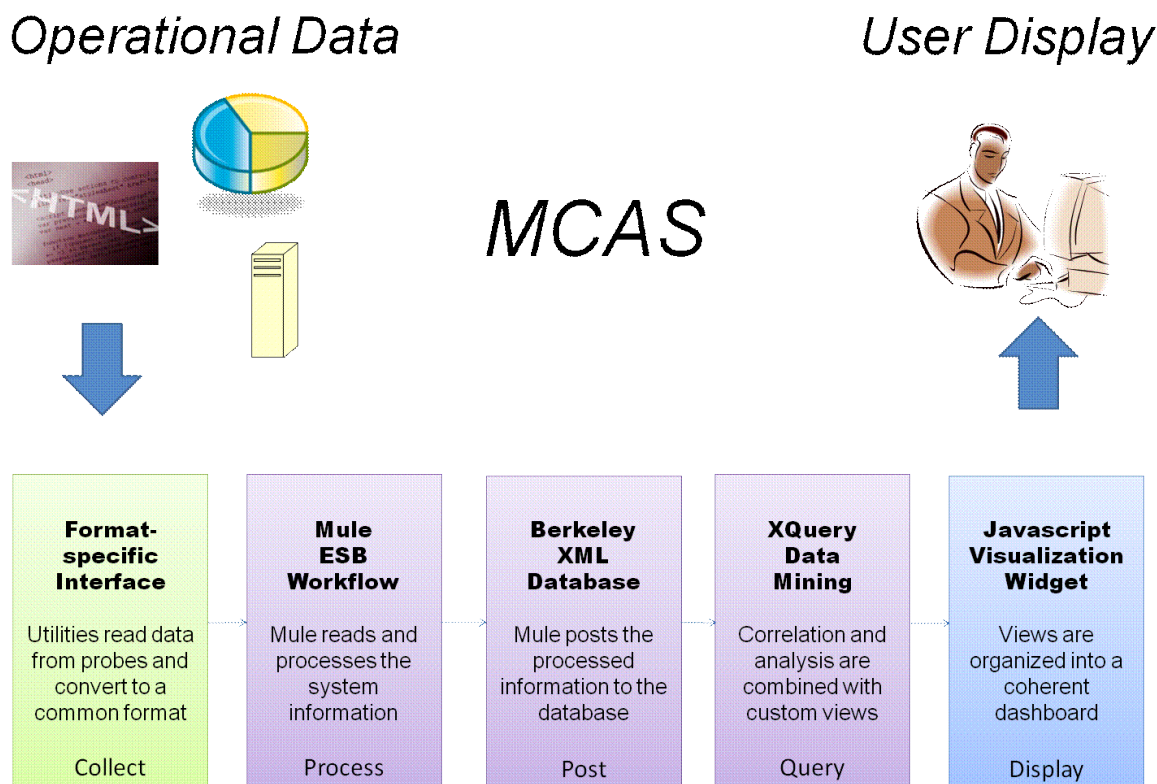 Operational Data
User Display
<html>
<head>
<HTML>
MCAS
Format-
specific
Interface
Utilities read data
from probes and
convert to a
common format
Collect
Mule
ESB
Workflow
Mule reads and
processes the
system
information
Process
Berkeley
XML
Database
Mule posts the
processed
information to the
database
Post
XQuery
Data
Mining
Correlation and
analysis are
combined with
custom views
Query
Javascript
Visualization
Widget
Views are
organized into a
coherent
dashboard
Display